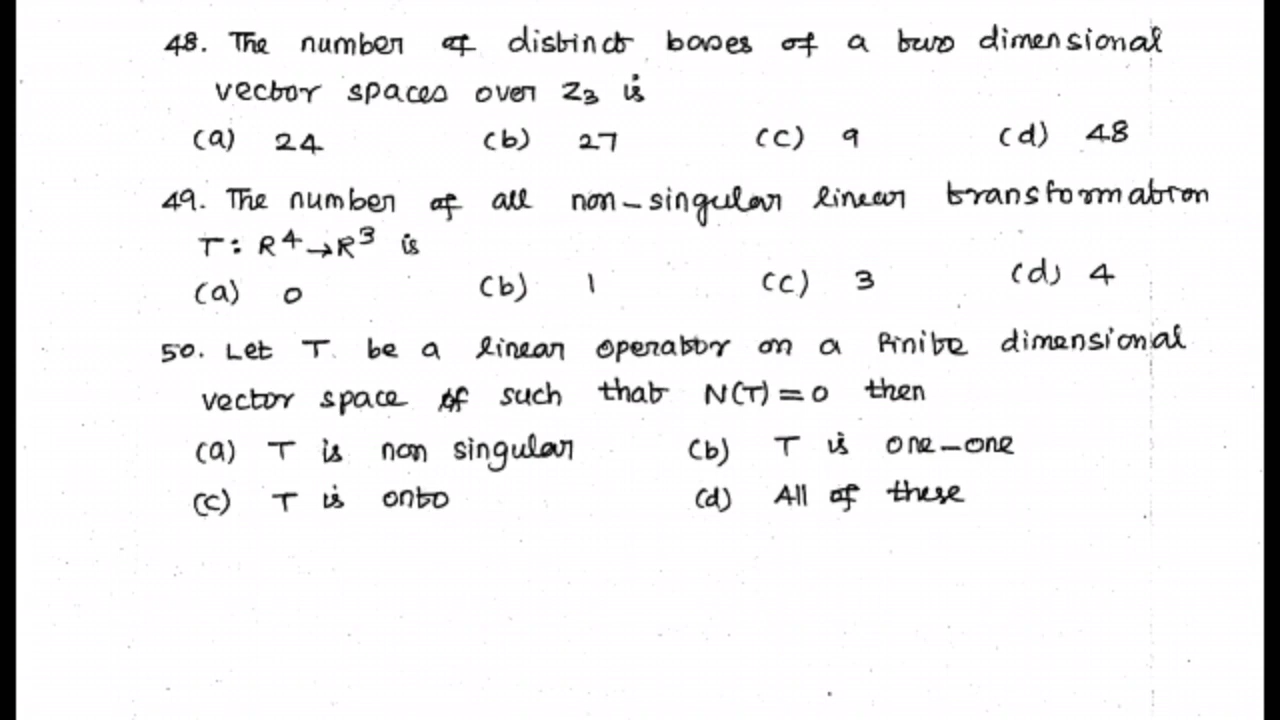 48. The number of distinct bases of a two dimensional
vector spaces over Z3 is
(a) 24 (b) 27 (c) 9 (d) 48
49. The number of all non-singular linear transformation
T: R⁴→R³ is
(a) 0 (b) 1 (c) 3 (d) 4
50. Let T be a linear operator on a finite dimensional
vector space of such that N(T)=0 then
(a) T is non singular (b) T is one-one
(c) T is onto (d) All of these